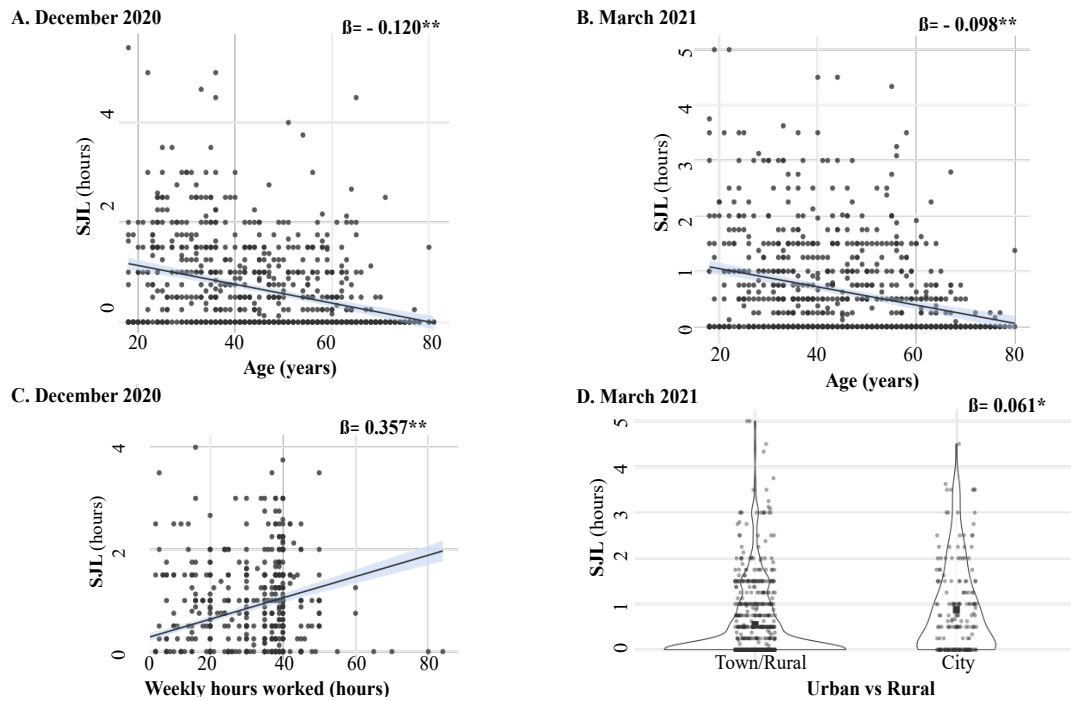 A. December 2020
ß= - 0.120**
SJL (hours)
4
2
0
20 40 60 80
Age (years)
B. March 2021
ß= - 0.098**
SJL (hours)
5
4
3
2
1
0
20 40 60 80
Age (years)
C. December 2020
ß= 0.357**
SJL (hours)
4
2
0
0 20 40 60 80
Weekly hours worked (hours)
D. March 2021
ß= 0.061*
SJL (hours)
5
4
3
2
1
0
Town/Rural City
Urban vs Rural